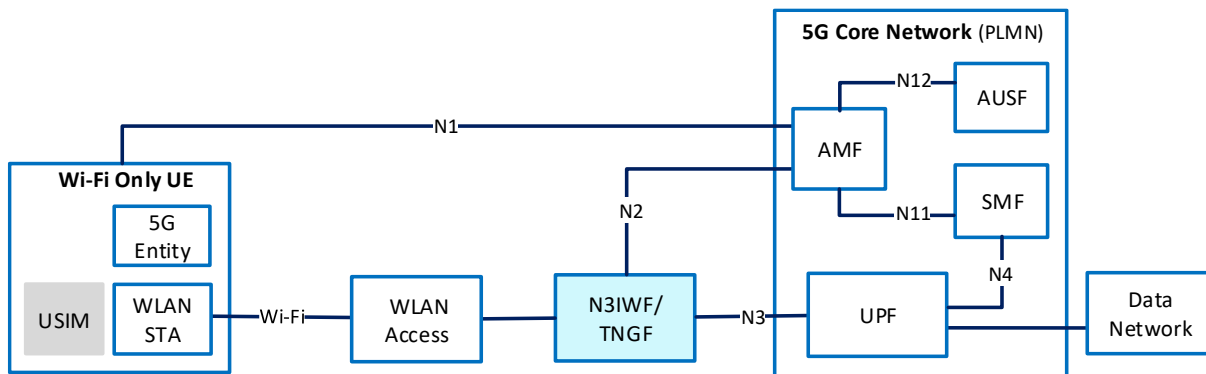 5G Core Network (PLMN)
N12
AUSF
N1
AMF
Wi-Fi Only UE
5G
Entity
N2
N11
SMF
N4
USIM
WLAN
STA
Wi-Fi
WLAN
Access
N3IWF/
TNGF
N3
UPF
Data
Network